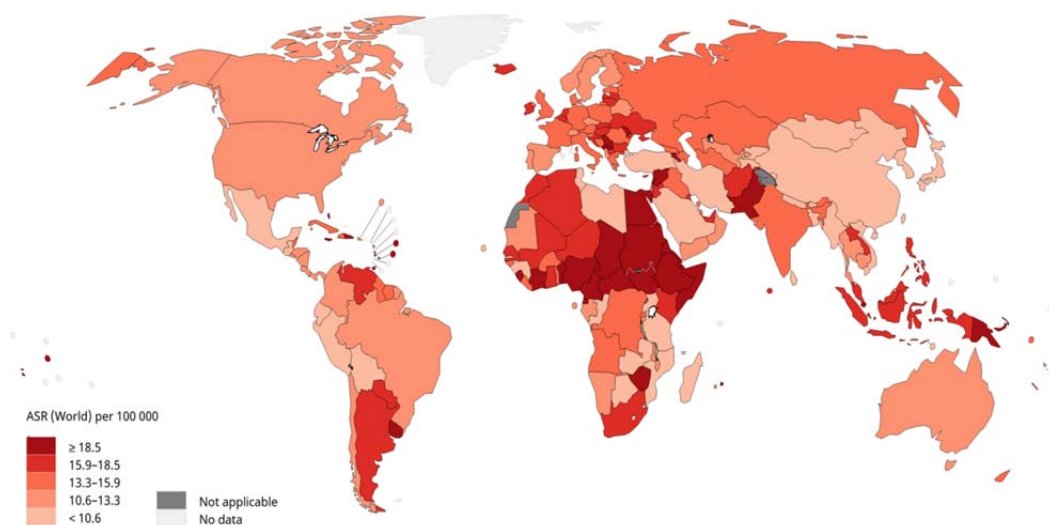 ASR (World) per 100 000
≥ 18.5
15.9–18.5
13.3–15.9
10.6–13.3
< 10.6
Not applicable
No data